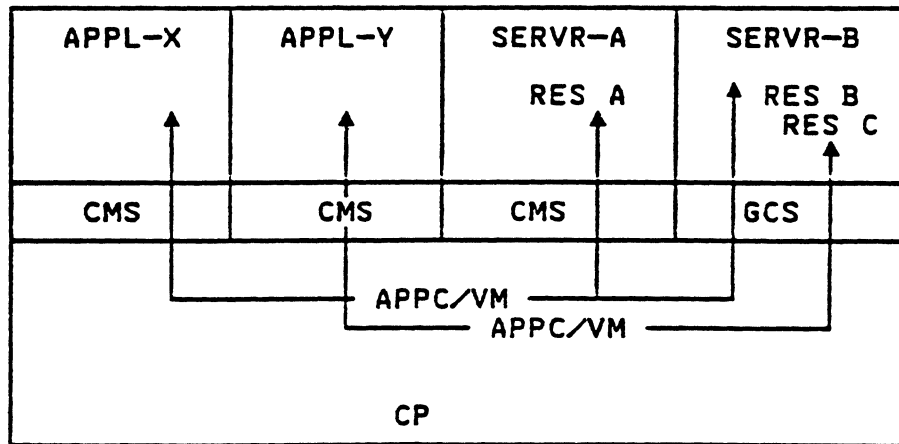 APPL-X APPL-Y SERVR-A SERVR-B
RES A RES B
RES C
CMS CMS CMS GCS
APPC/VM
APPC/VM
CP